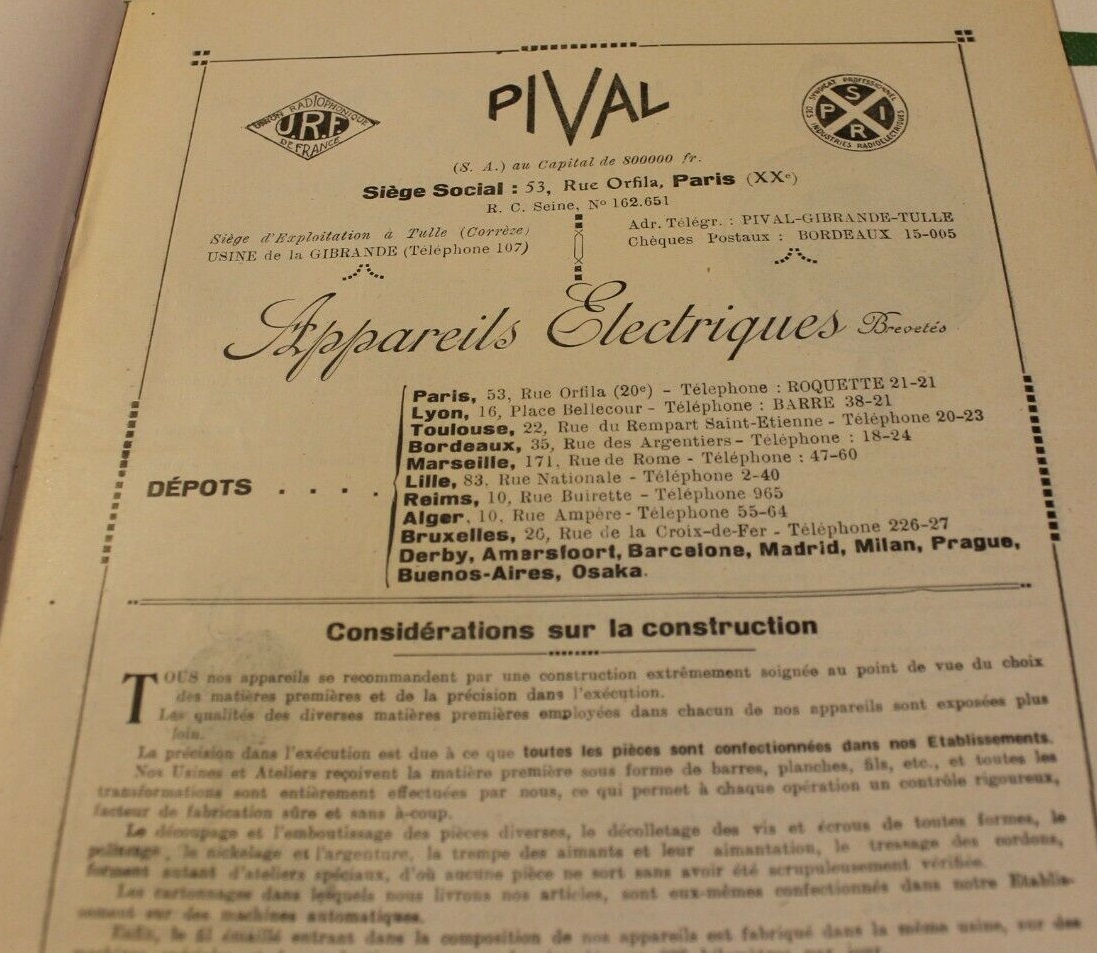 UNION RADIOPHONIQUE
U.R.F.
DE FRANCE
PIVAL
SYNDICAT PROFESSIONNEL
S P I R
DES INDUSTRIES RADIOÉLECTRIQUES
(S. A.) au Capital de 800000 fr.
Siège Social : 53, Rue Orfila, Paris (XXe)
R. C. Seine, No 162.651
Siège d'Exploitation à Tulle (Corrèze)
USINE de la GIBRANDE (Téléphone 107)
Adr. Télégr. : PIVAL-GIBRANDE-TULLE
Chèques Postaux : BORDEAUX 15-005
Appareils Electriques Brevetés
DÉPOTS . . . .
Paris, 53, Rue Orfila (20e) - Télephone : ROQUETTE 21-21
Lyon, 16, Place Bellecour - Téléphone : BARRE 38-21
Toulouse, 22, Rue du Rempart Saint-Etienne - Téléphone 20-23
Bordeaux, 35, Rue des Argentiers - Téléphone : 18-24
Marseille, 171, Rue de Rome - Téléphone : 47-60
Lille, 83, Rue Nationale - Téléphone 2-40
Reims, 10, Rue Buirette - Téléphone 965
Alger, 10, Rue Ampère - Téléphone 55-64
Bruxelles, 26, Rue de la Croix-de-Fer - Téléphone 226-27
Derby, Amersfoort, Barcelone, Madrid, Milan, Prague,
Buenos-Aires, Osaka.
Considérations sur la construction
TOUS nos appareils se recommandent par une construction extrêmement soignée au point de vue du choix
des matières premières et de la précision dans l'exécution.
Les qualités des diverses matières premières employées dans chacun de nos appareils sont exposées plus
loin.
La précision dans l'exécution est due à ce que toutes les pièces sont confectionnées dans nos Etablissements.
Nos Usines et Ateliers reçoivent la matière première sous forme de barres, planches, fils, etc., et toutes les
transformations sont entièrement effectuées par nous, ce qui permet à chaque opération un contrôle rigoureux,
facteur de fabrication sûre et sans à-coup.
Le découpage et l'emboutissage des pièces diverses, le décolletage des vis et écrous de toutes formes, le
polissage, le nickelage et l'argenture, la trempe des aimants et leur aimantation, le tressage des cordons,
forment autant d'ateliers spéciaux, d'où aucune pièce ne sort sans avoir été scrupuleusement vérifiée.
Les cartonnages dans lesquels nous livrons nos articles, sont eux-mêmes confectionnés dans notre Etablis-
sement sur des machines automatiques.
Enfin, le fil émaillé entrant dans la composition de nos appareils est fabriqué dans la même usine, sur des